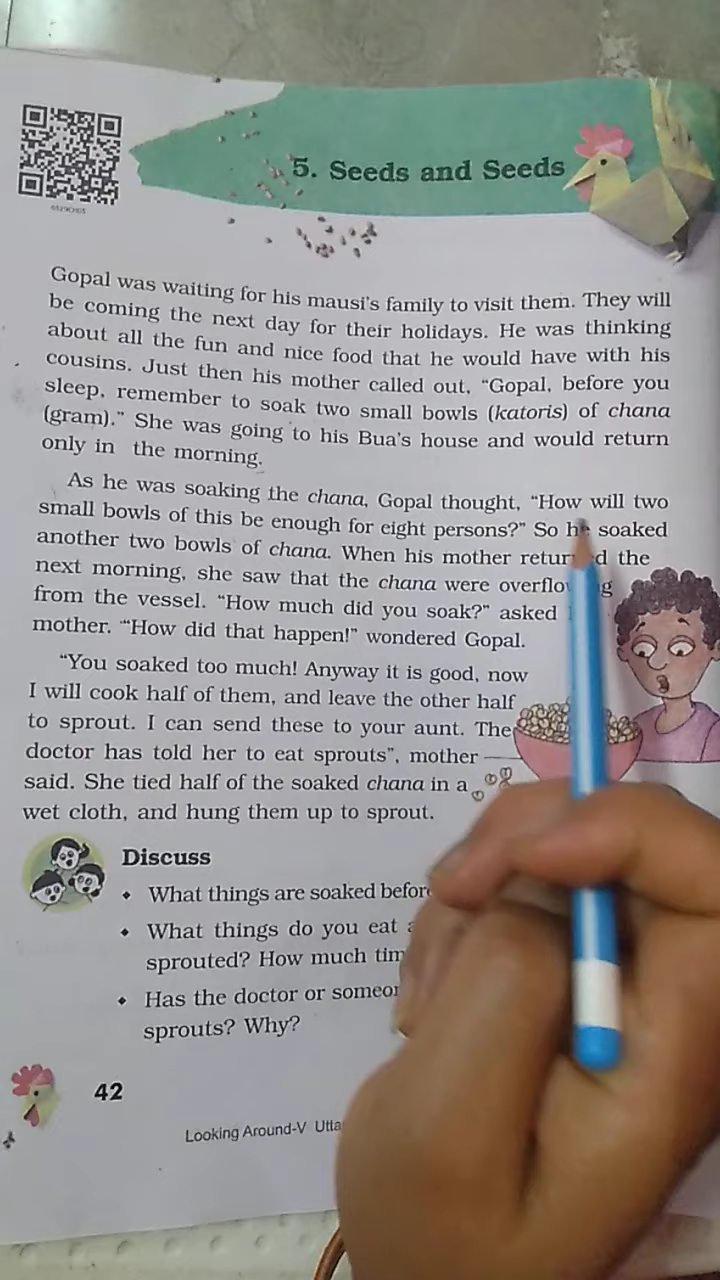 5. Seeds and Seeds
Gopal was waiting for his mausi's family to visit them. They will
be coming the next day for their holidays. He was thinking
about all the fun and nice food that he would have with his
cousins. Just then his mother called out, "Gopal, before you
sleep, remember to soak two small bowls (katoris) of chana
(gram)." She was going to his Bua's house and would return
only in the morning.
As he was soaking the chana, Gopal thought, "How will two
small bowls of this be enough for eight persons?" So he soaked
another two bowls of chana. When his mother the
next morning, she saw that the chana were
from the vessel. "How much did you soak?" asked
mother. "How did that happen!" wondered Gopal.
"You soaked too much! Anyway it is good, now
I will cook half of them, and leave the other half
to sprout. I can send these to your aunt. The
doctor has told her to eat sprouts", mother
said. She tied half of the soaked chana in a
wet cloth, and hung them up to sprout.
Discuss
• What things are soaked
• What things do you eat
sprouted? How much
• Has the doctor or
sprouts? Why?
42
Looking Around-V